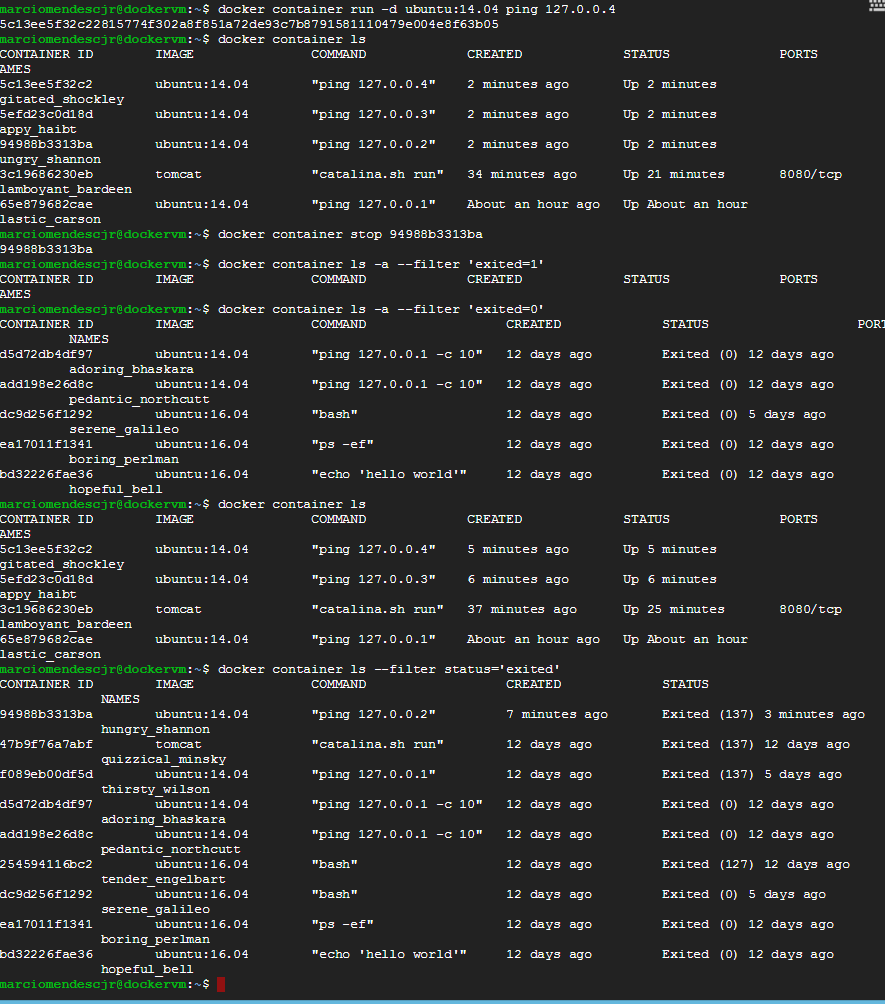 marciomendescjr@dockervm:~$ docker container run -d ubuntu:14.04 ping 127.0.0.4
5c13ee5f32c22815774f302a8f851a72de93c7b8791581110479e004e8f63b05
marciomendescjr@dockervm:~$ docker container ls
CONTAINER ID IMAGE COMMAND CREATED STATUS PORTS
AMES
5c13ee5f32c2 ubuntu:14.04 "ping 127.0.0.4" 2 minutes ago Up 2 minutes
gitated_shockley
5efd23c0d18d ubuntu:14.04 "ping 127.0.0.3" 2 minutes ago Up 2 minutes
appy_haibt
94988b3313ba ubuntu:14.04 "ping 127.0.0.2" 2 minutes ago Up 2 minutes
ungry_shannon
3c19686230eb tomcat "catalina.sh run" 34 minutes ago Up 21 minutes 8080/tcp
lamboyant_bardeen
65e879682cae ubuntu:14.04 "ping 127.0.0.1" About an hour ago Up About an hour
lastic_carson
marciomendescjr@dockervm:~$ docker container stop 94988b3313ba
94988b3313ba
marciomendescjr@dockervm:~$ docker container ls -a --filter 'exited=1'
CONTAINER ID IMAGE COMMAND CREATED STATUS PORTS
AMES
marciomendescjr@dockervm:~$ docker container ls -a --filter 'exited=0'
CONTAINER ID IMAGE COMMAND CREATED STATUS PORT
NAMES
d5d72db4df97 ubuntu:14.04 "ping 127.0.0.1 -c 10" 12 days ago Exited (0) 12 days ago
adoring_bhaskara
add198e26d8c ubuntu:14.04 "ping 127.0.0.1 -c 10" 12 days ago Exited (0) 12 days ago
pedantic_northcutt
dc9d256f1292 ubuntu:16.04 "bash" 12 days ago Exited (0) 5 days ago
serene_galileo
ea17011f1341 ubuntu:16.04 "ps -ef" 12 days ago Exited (0) 12 days ago
boring_perlman
bd32226fae36 ubuntu:16.04 "echo 'hello world'" 12 days ago Exited (0) 12 days ago
hopeful_bell
marciomendescjr@dockervm:~$ docker container ls
CONTAINER ID IMAGE COMMAND CREATED STATUS PORTS
AMES
5c13ee5f32c2 ubuntu:14.04 "ping 127.0.0.4" 5 minutes ago Up 5 minutes
gitated_shockley
5efd23c0d18d ubuntu:14.04 "ping 127.0.0.3" 6 minutes ago Up 6 minutes
appy_haibt
3c19686230eb tomcat "catalina.sh run" 37 minutes ago Up 25 minutes 8080/tcp
lamboyant_bardeen
65e879682cae ubuntu:14.04 "ping 127.0.0.1" About an hour ago Up About an hour
lastic_carson
marciomendescjr@dockervm:~$ docker container ls --filter status='exited'
CONTAINER ID IMAGE COMMAND CREATED STATUS
NAMES
94988b3313ba ubuntu:14.04 "ping 127.0.0.2" 7 minutes ago Exited (137) 3 minutes ago
hungry_shannon
47b9f76a7abf tomcat "catalina.sh run" 12 days ago Exited (137) 12 days ago
quizzical_minsky
f089eb00df5d ubuntu:14.04 "ping 127.0.0.1" 12 days ago Exited (137) 5 days ago
thirsty_wilson
d5d72db4df97 ubuntu:14.04 "ping 127.0.0.1 -c 10" 12 days ago Exited (0) 12 days ago
adoring_bhaskara
add198e26d8c ubuntu:14.04 "ping 127.0.0.1 -c 10" 12 days ago Exited (0) 12 days ago
pedantic_northcutt
254594116bc2 ubuntu:16.04 "bash" 12 days ago Exited (127) 12 days ago
tender_engelbart
dc9d256f1292 ubuntu:16.04 "bash" 12 days ago Exited (0) 5 days ago
serene_galileo
ea17011f1341 ubuntu:16.04 "ps -ef" 12 days ago Exited (0) 12 days ago
boring_perlman
bd32226fae36 ubuntu:16.04 "echo 'hello world'" 12 days ago Exited (0) 12 days ago
hopeful_bell
marciomendescjr@dockervm:~$